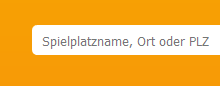 Spielplatzname, Ort oder PLZ